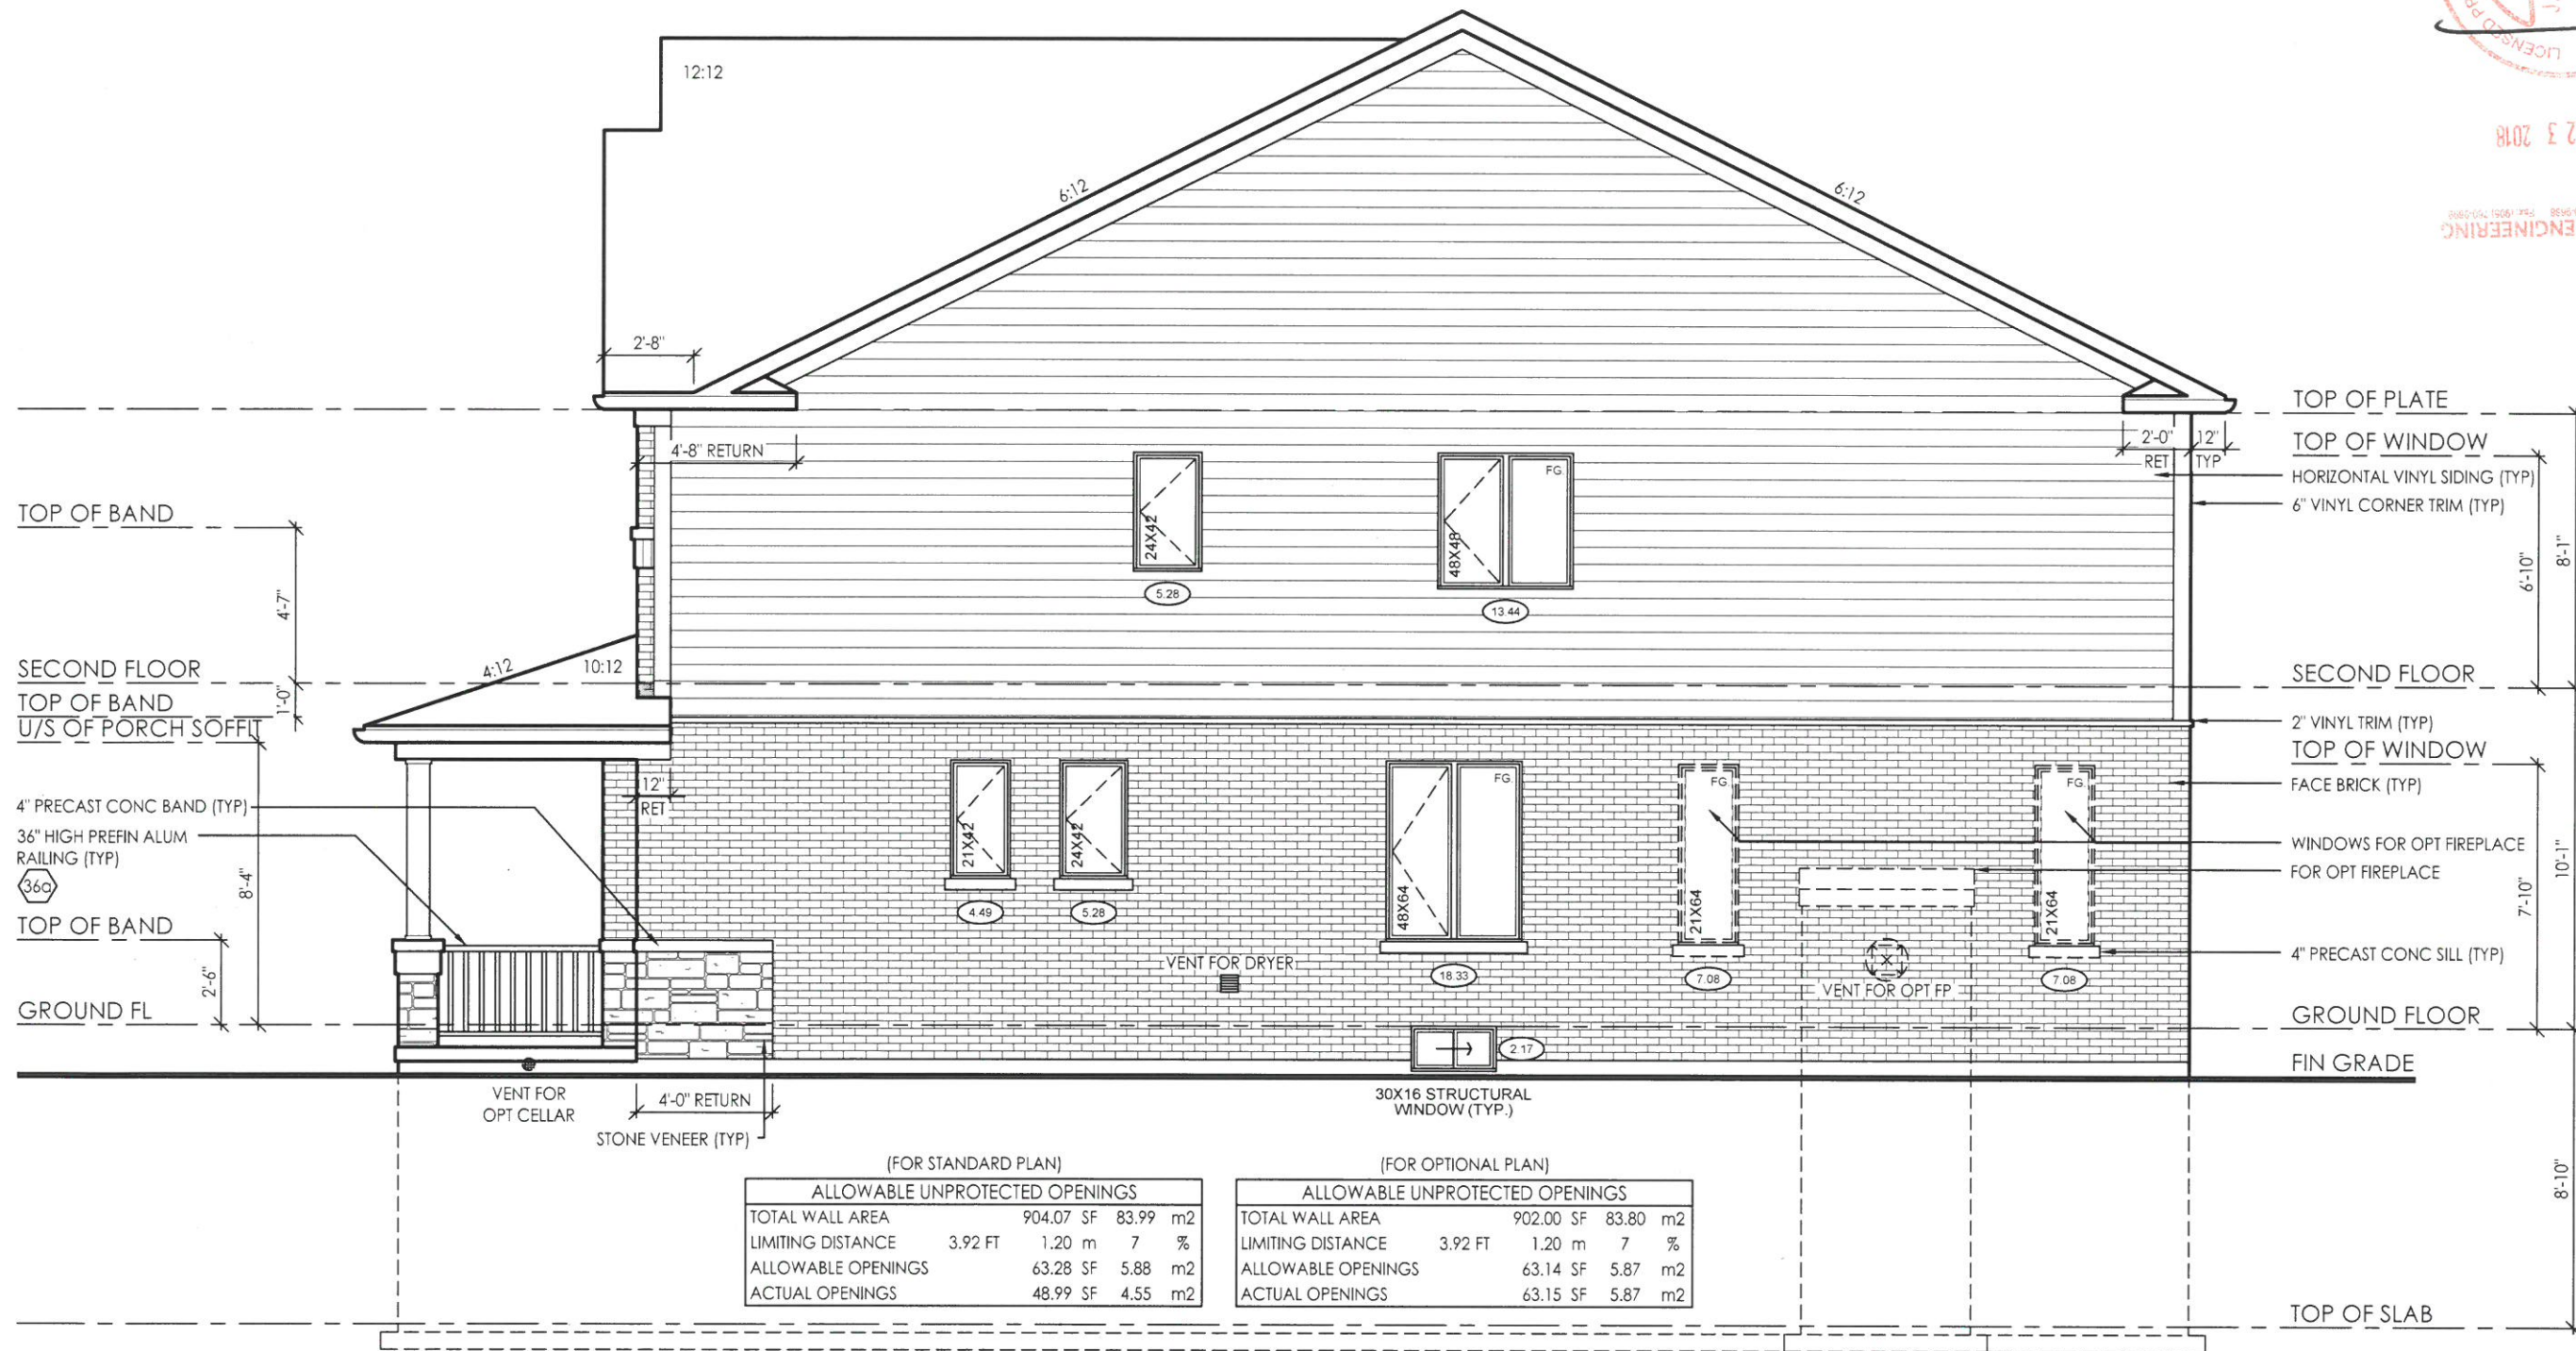 12:12
6:12
6:12
2'-8"
LICENSED
2 3 2018
ENGINEERING
TOP OF PLATE
TOP OF WINDOW
HORIZONTAL VINYL SIDING (TYP)
6" VINYL CORNER TRIM (TYP)
2'-0"
RET
12"
TYP
4'-8" RETURN
24X42
5.28
48X48
FG
13.44
TOP OF BAND
4'-7"
SECOND FLOOR
1'-0"
TOP OF BAND
U/S OF PORCH SOFFIT
4:12
10:12
6'-10"
8'-1"
SECOND FLOOR
2" VINYL TRIM (TYP)
TOP OF WINDOW
FACE BRICK (TYP)
WINDOWS FOR OPT FIREPLACE
FOR OPT FIREPLACE
4" PRECAST CONC SILL (TYP)
7'-10"
10'-1"
4" PRECAST CONC BAND (TYP)
36" HIGH PREFIN ALUM
RAILING (TYP)
36a
8'-4"
TOP OF BAND
2'-6"
GROUND FL
12"
RET
21X42
4.49
24X42
5.28
48X64
FG
18.33
21X64
FG
7.08
21X64
FG
7.08
VENT FOR DRYER
VENT FOR OPT FP
2.17
GROUND FLOOR
FIN GRADE
VENT FOR
OPT CELLAR
4'-0" RETURN
STONE VENEER (TYP)
30X16 STRUCTURAL
WINDOW (TYP.)
(FOR STANDARD PLAN)
ALLOWABLE UNPROTECTED OPENINGS
TOTAL WALL AREA 904.07 SF 83.99 m2
LIMITING DISTANCE 3.92 FT 1.20 m 7 %
ALLOWABLE OPENINGS 63.28 SF 5.88 m2
ACTUAL OPENINGS 48.99 SF 4.55 m2
(FOR OPTIONAL PLAN)
ALLOWABLE UNPROTECTED OPENINGS
TOTAL WALL AREA 902.00 SF 83.80 m2
LIMITING DISTANCE 3.92 FT 1.20 m 7 %
ALLOWABLE OPENINGS 63.14 SF 5.87 m2
ACTUAL OPENINGS 63.15 SF 5.87 m2
8'-10"
TOP OF SLAB